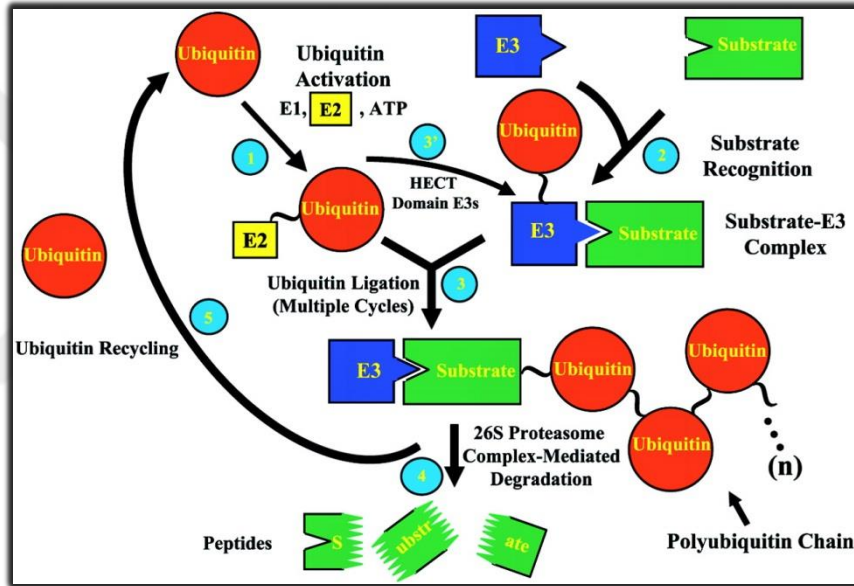 Ubiquitin
Ubiquitin
Activation
E1, E2 , ATP
E3
Substrate
1
3'
HECT
Domain E3s
Ubiquitin
2
Substrate
Recognition
Ubiquitin
E2
Ubiquitin
E3
Substrate
Substrate-E3
Complex
Ubiquitin Ligation
(Multiple Cycles)
3
5
Ubiquitin Recycling
E3
Substrate
Ubiquitin
Ubiquitin
Ubiquitin
(n)
Polyubiquitin Chain
26S Proteasome
Complex-Mediated
Degradation
4
Peptides
S
ubstr
ate